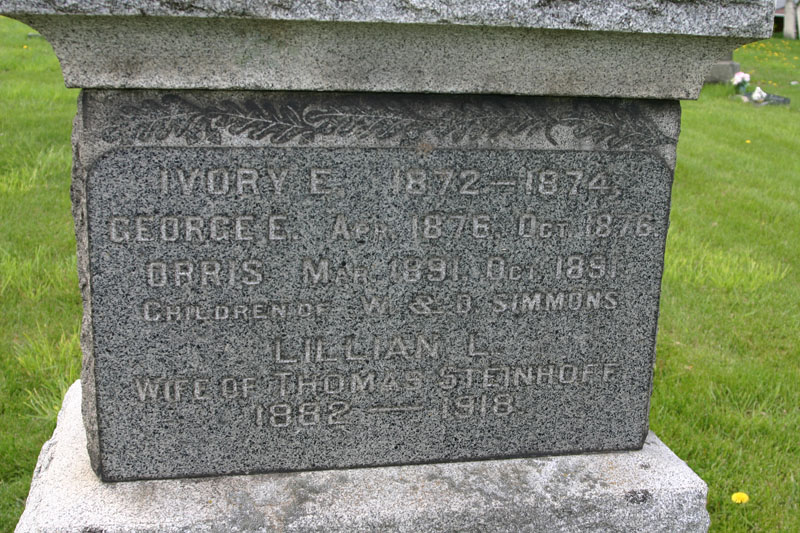 IVORY E. 1872 — 1874.
GEORGE E. APR. 1876. OCT. 1876.
ORRIS. MAR. 1891. OCT. 1891.
CHILDREN OF W. & D. SIMMONS
LILLIAN L.
WIFE OF THOMAS STEINHOFF
1882 — 1918